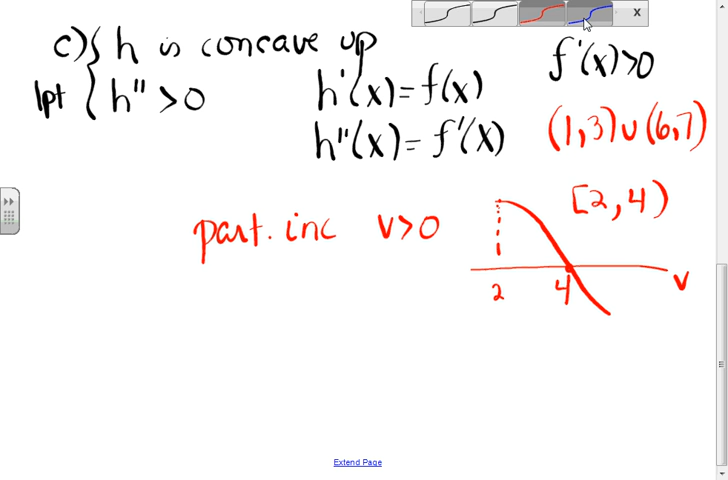 c) { h is concave up
1pt { h'' > 0
h'(x) = f(x)
h''(x) = f'(x)
f'(x) > 0
(1,3) ∪ (6,7)
part. inc v > 0
[2, 4)
2
4
v
Extend Page
X